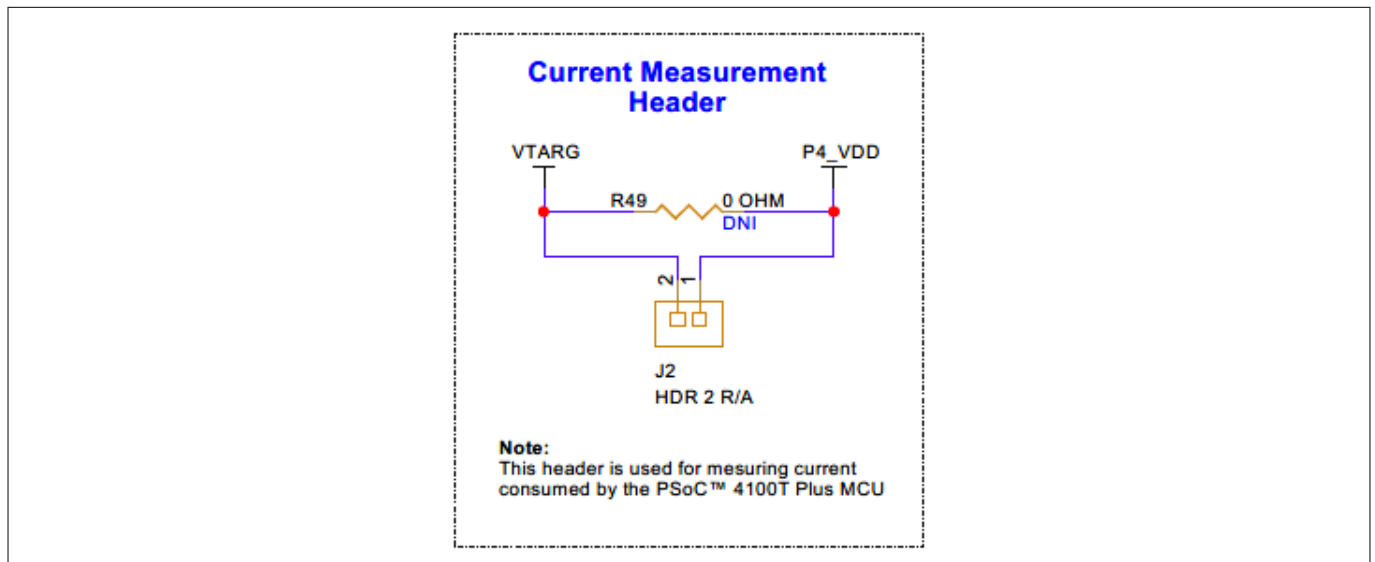 Current Measurement
Header
VTARG
P4_VDD
R49
0 OHM
DNI
2
1
J2
HDR 2 R/A
Note:
This header is used for mesuring current
consumed by the PSoC™ 4100T Plus MCU